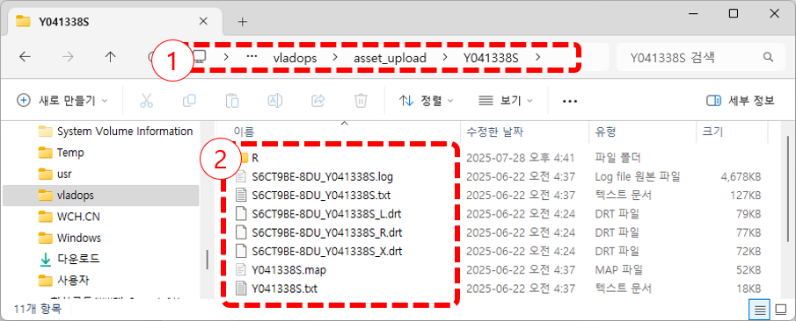 Y041338S
1
vladops
asset_upload
Y041338S
Y041338S 검색
새로 만들기
정렬
보기
세부 정보
이름
수정한 날짜
유형
크기
System Volume Information
Temp
usr
vladops
WCH.CN
Windows
다운로드
사용자
2
R 2025-07-28 오후 4:41 파일 폴더
S6CT9BE-8DU_Y041338S.log 2025-06-22 오전 4:37 Log file 원본 파일 4,678KB
S6CT9BE-8DU_Y041338S.txt 2025-06-22 오전 4:37 텍스트 문서 127KB
S6CT9BE-8DU_Y041338S_L.drt 2025-06-22 오전 4:24 DRT 파일 79KB
S6CT9BE-8DU_Y041338S_R.drt 2025-06-22 오전 4:24 DRT 파일 77KB
S6CT9BE-8DU_Y041338S_X.drt 2025-06-22 오전 4:24 DRT 파일 72KB
Y041338S.map 2025-06-22 오전 4:37 MAP 파일 52KB
Y041338S.txt 2025-06-22 오전 4:37 텍스트 문서 18KB
11개 항목